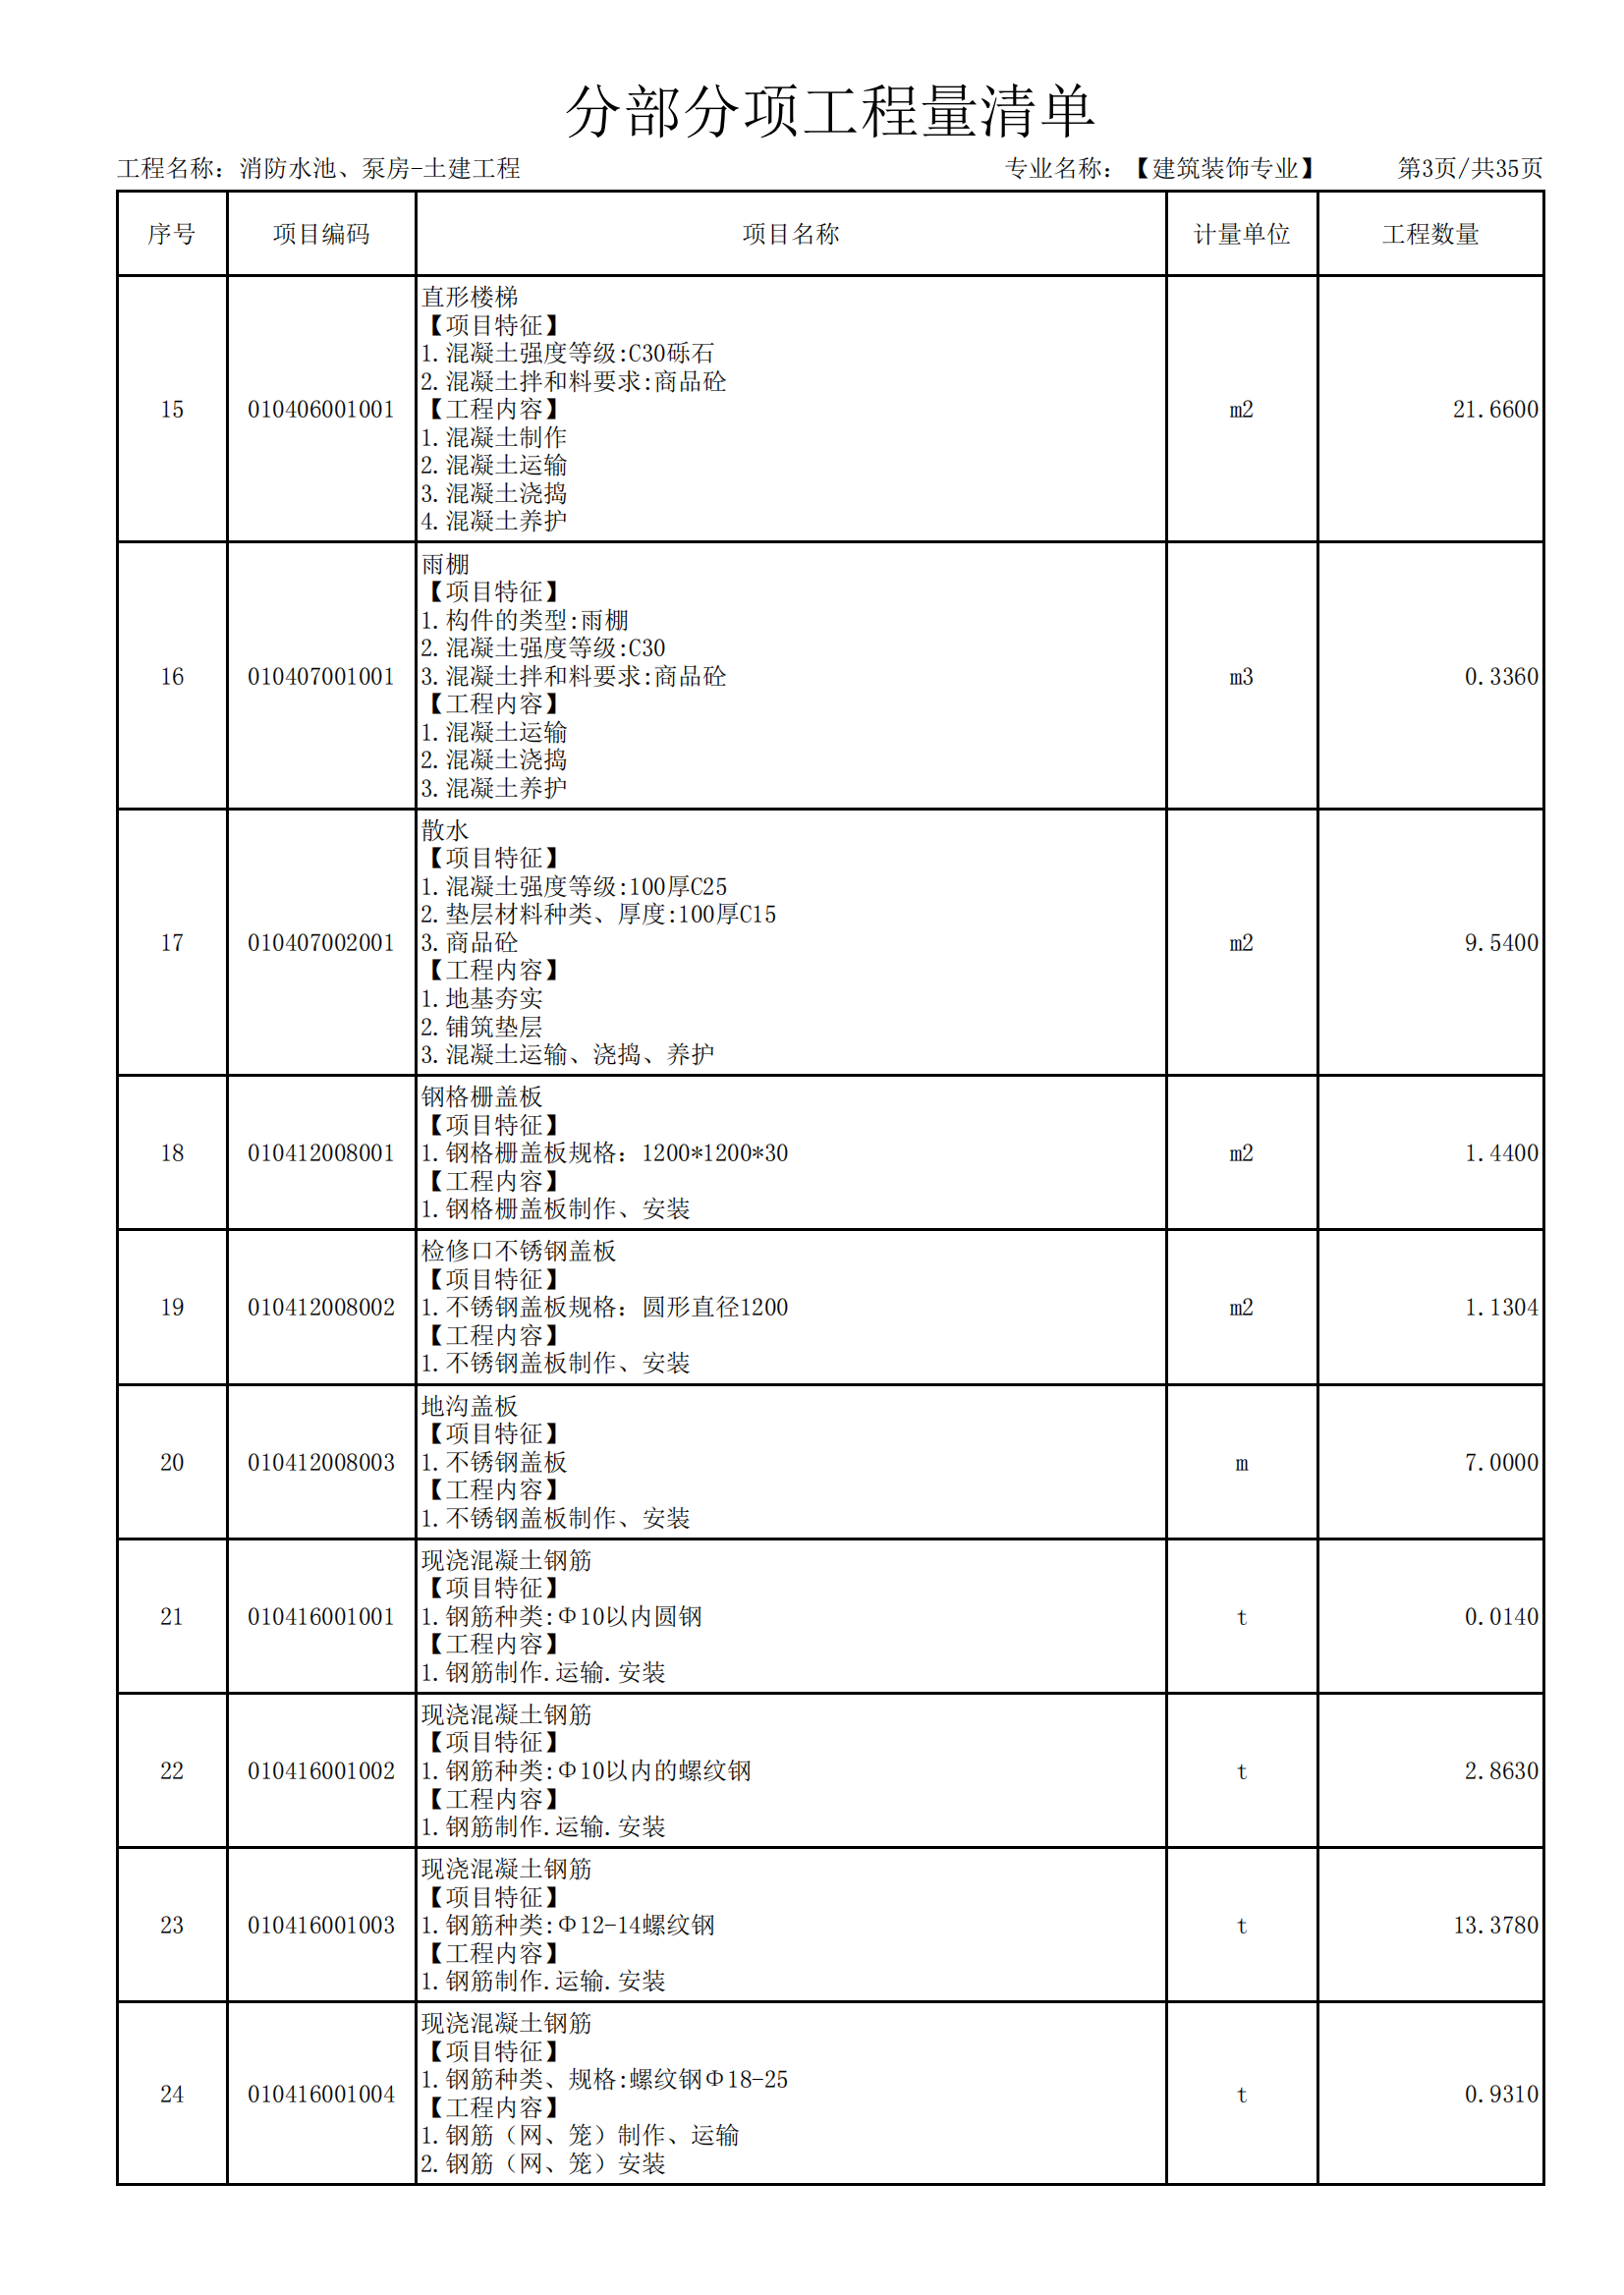 分部分项工程量清单
工程名称：消防水池、泵房-土建工程 专业名称：【建筑装饰专业】 第3页/共35页
序号 项目编码 项目名称 计量单位 工程数量
直形楼梯
【项目特征】
1.混凝土强度等级:C30砾石
2.混凝土拌和料要求:商品砼
15 010406001001 【工程内容】 m2 21.6600
1.混凝土制作
2.混凝土运输
3.混凝土浇捣
4.混凝土养护
雨棚
【项目特征】
1.构件的类型:雨棚
2.混凝土强度等级:C30
16 010407001001 3.混凝土拌和料要求:商品砼 m3 0.3360
【工程内容】
1.混凝土运输
2.混凝土浇捣
3.混凝土养护
散水
【项目特征】
1.混凝土强度等级:100厚C25
2.垫层材料种类、厚度:100厚C15
17 010407002001 3.商品砼 m2 9.5400
【工程内容】
1.地基夯实
2.铺筑垫层
3.混凝土运输、浇捣、养护
钢格栅盖板
【项目特征】
18 010412008001 1.钢格栅盖板规格：1200*1200*30 m2 1.4400
【工程内容】
1.钢格栅盖板制作、安装
检修口不锈钢盖板
【项目特征】
19 010412008002 1.不锈钢盖板规格：圆形直径1200 m2 1.1304
【工程内容】
1.不锈钢盖板制作、安装
地沟盖板
【项目特征】
20 010412008003 1.不锈钢盖板 m 7.0000
【工程内容】
1.不锈钢盖板制作、安装
现浇混凝土钢筋
【项目特征】
21 010416001001 1.钢筋种类:Φ10以内圆钢 t 0.0140
【工程内容】
1.钢筋制作.运输.安装
现浇混凝土钢筋
【项目特征】
22 010416001002 1.钢筋种类:Φ10以内的螺纹钢 t 2.8630
【工程内容】
1.钢筋制作.运输.安装
现浇混凝土钢筋
【项目特征】
23 010416001003 1.钢筋种类:Φ12-14螺纹钢 t 13.3780
【工程内容】
1.钢筋制作.运输.安装
现浇混凝土钢筋
【项目特征】
1.钢筋种类、规格:螺纹钢Φ18-25
24 010416001004 【工程内容】 t 0.9310
1.钢筋（网、笼）制作、运输
2.钢筋（网、笼）安装